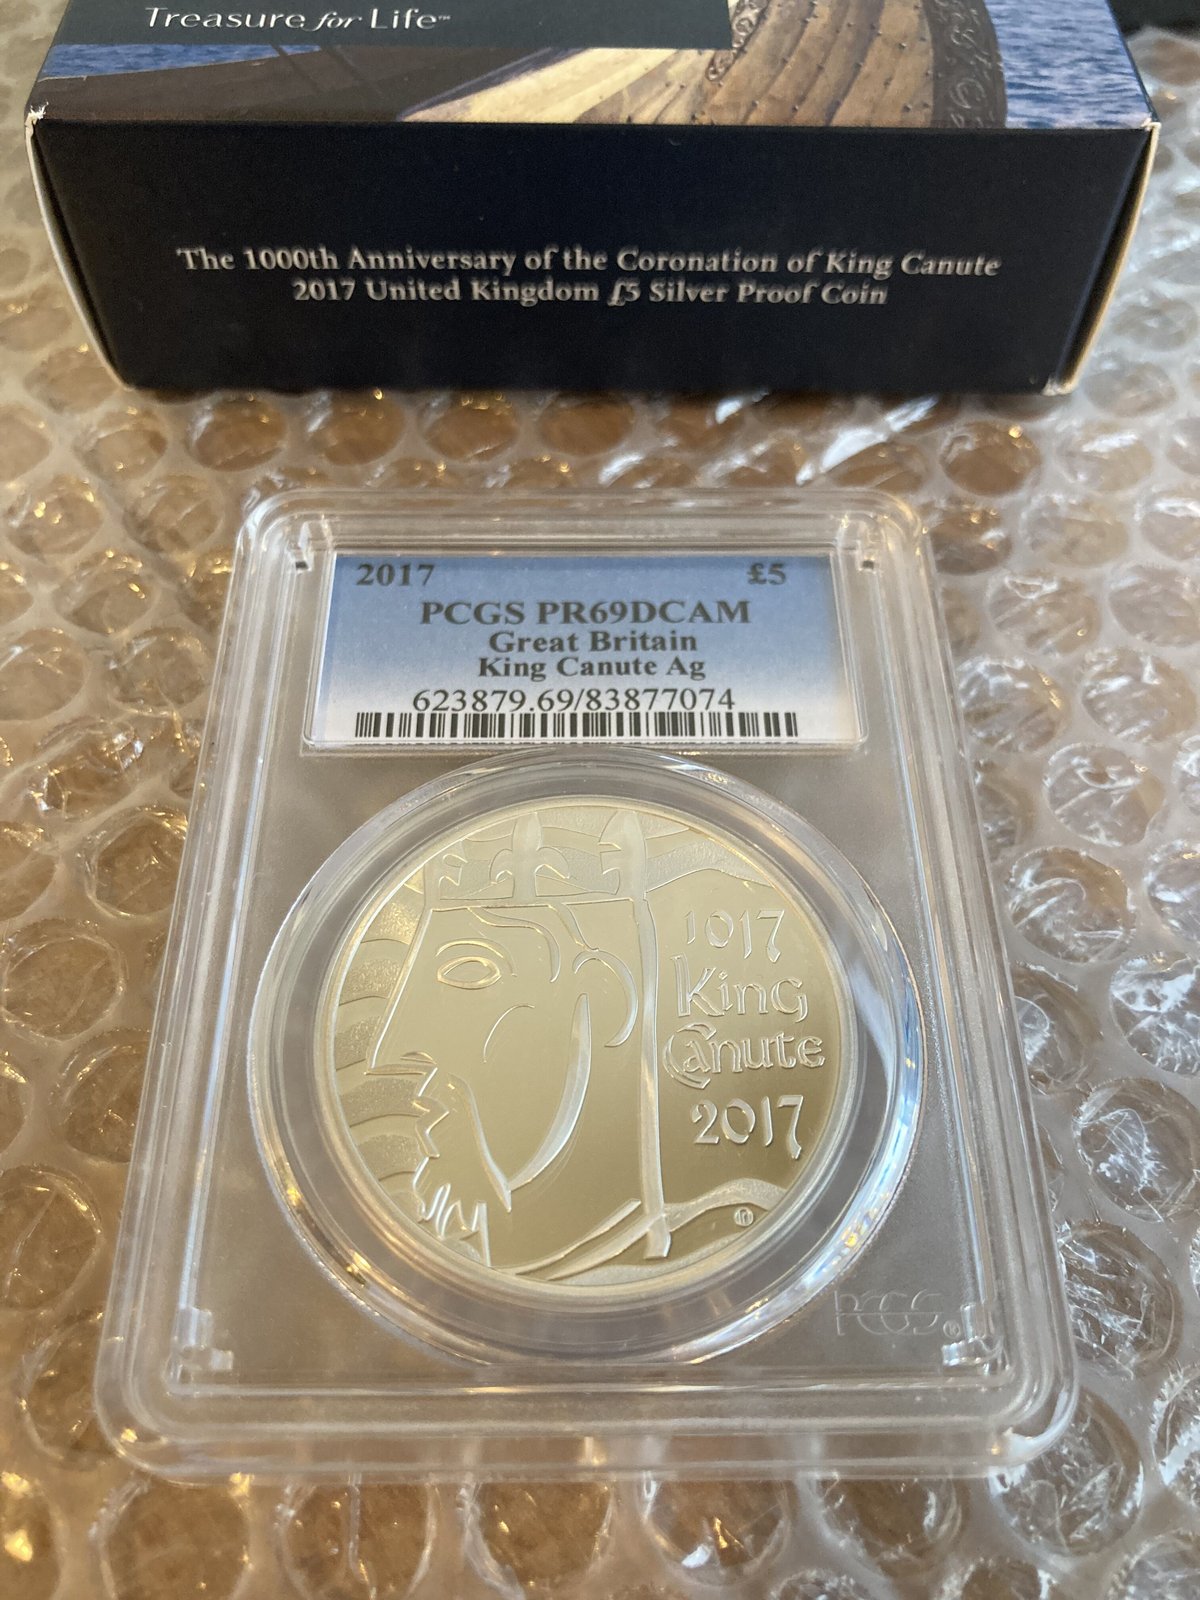 Treasure for Life™
The 1000th Anniversary of the Coronation of King Canute
2017 United Kingdom £5 Silver Proof Coin
2017 £5
PCGS PR69DCAM
Great Britain
King Canute Ag
623879.69/83877074
1017
King
Canute
2017
PCGS